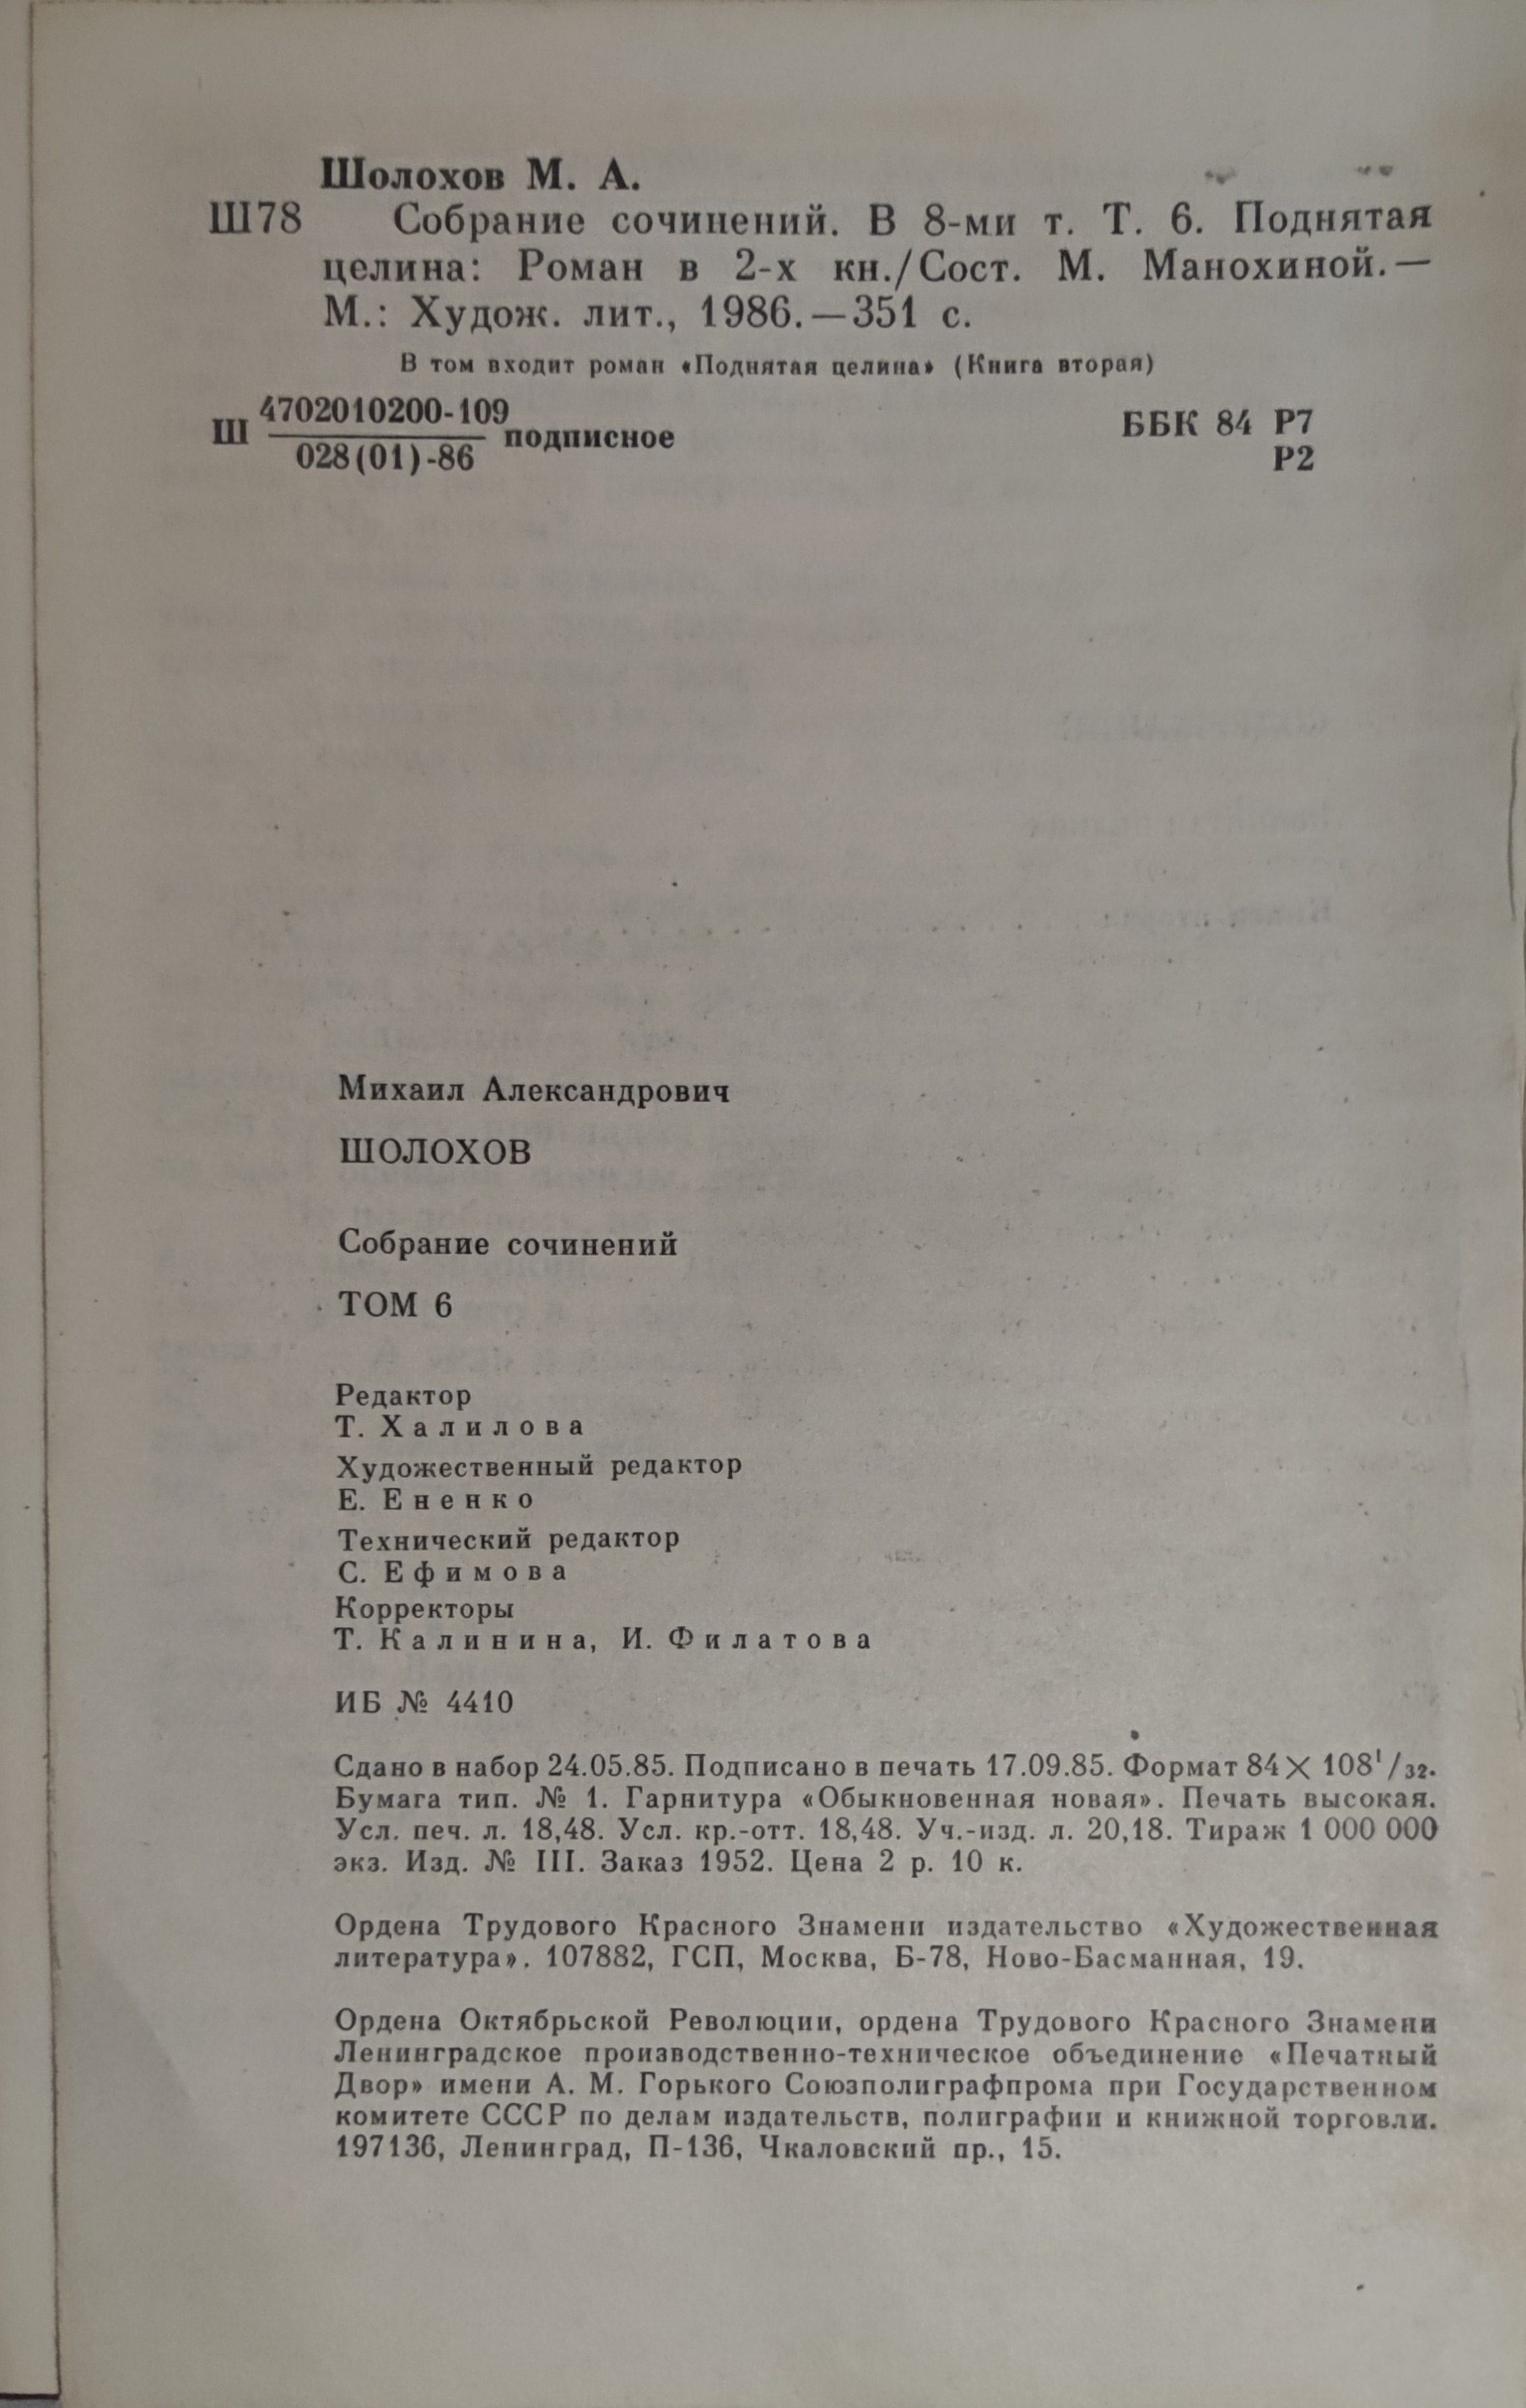 Шолохов М. А.
Ш78 Собрание сочинений. В 8-ми т. Т. 6. Поднятая
целина: Роман в 2-х кн./Сост. М. Манохиной.—
М.: Худож. лит., 1986.—351 с.
В том входит роман «Поднятая целина» (Книга вторая)
Ш 4702010200-109 подписное ББК 84 Р7
028(01)-86 Р2
Михаил Александрович
ШОЛОХОВ
Собрание сочинений
ТОМ 6
Редактор
Т. Халилова
Художественный редактор
Е. Ененко
Технический редактор
С. Ефимова
Корректоры
Т. Калинина, И. Филатова
ИБ № 4410
Сдано в набор 24.05.85. Подписано в печать 17.09.85. Формат 84×108¹/₃₂.
Бумага тип. № 1. Гарнитура «Обыкновенная новая». Печать высокая.
Усл. печ. л. 18,48. Усл. кр.-отт. 18,48. Уч.-изд. л. 20,18. Тираж 1 000 000
экз. Изд. № III. Заказ 1952. Цена 2 р. 10 к.
Ордена Трудового Красного Знамени издательство «Художественная
литература». 107882, ГСП, Москва, Б-78, Ново-Басманная, 19.
Ордена Октябрьской Революции, ордена Трудового Красного Знамени
Ленинградское производственно-техническое объединение «Печатный
Двор» имени А. М. Горького Союзполиграфпрома при Государственном
комитете СССР по делам издательств, полиграфии и книжной торговли.
197136, Ленинград, П-136, Чкаловский пр., 15.